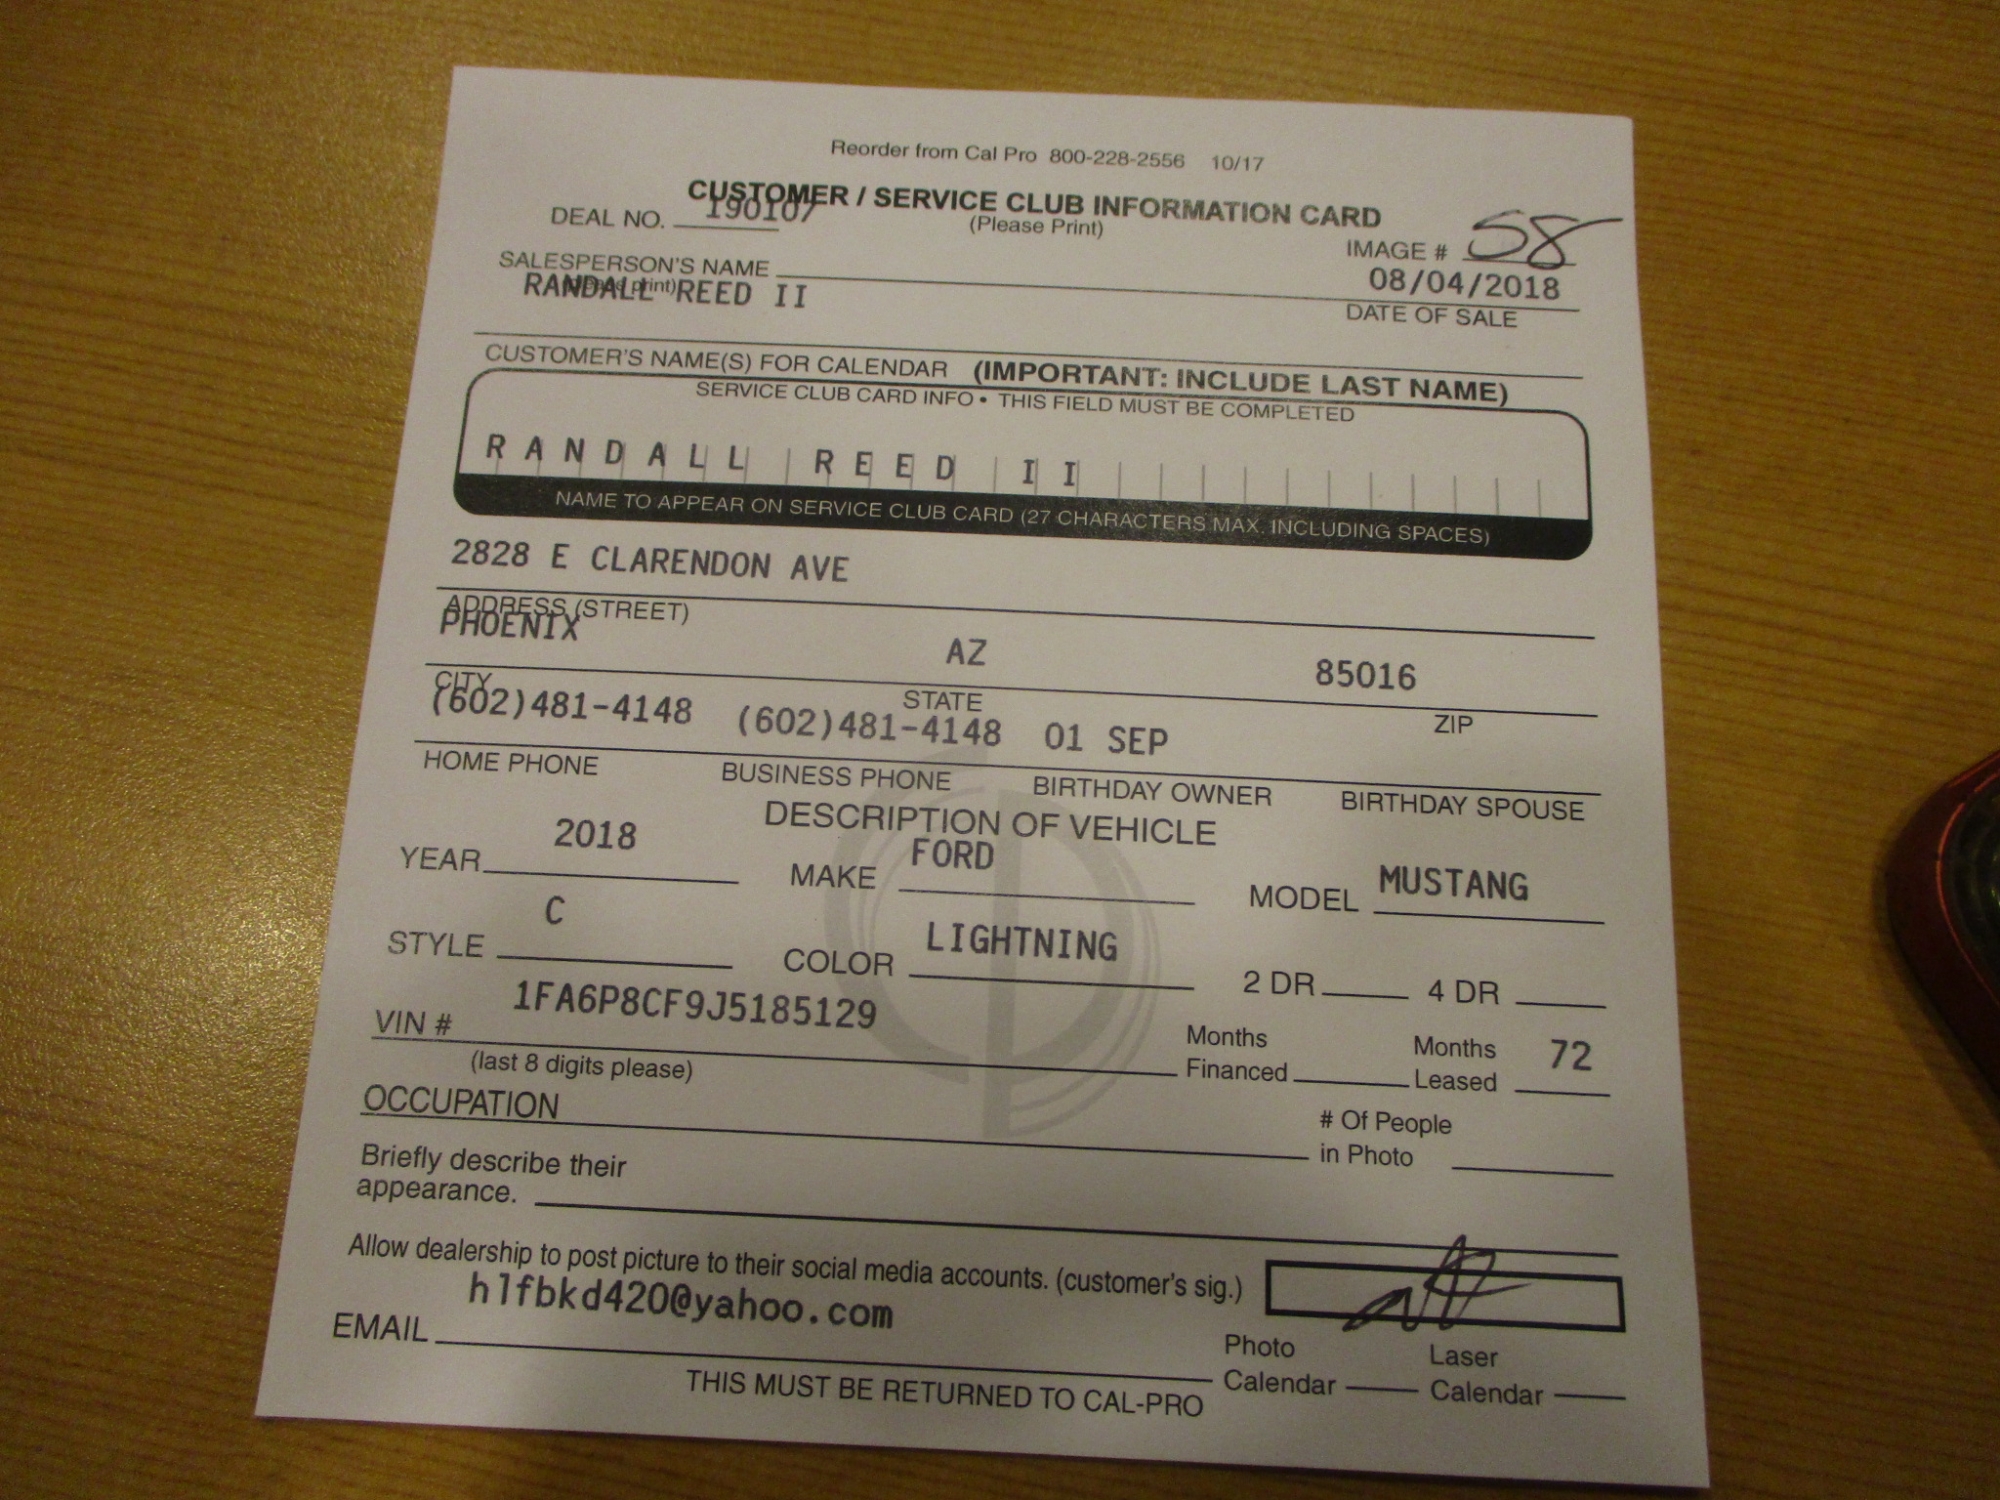 Reorder from Cal Pro 800-228-2556 10/17
CUSTOMER / SERVICE CLUB INFORMATION CARD
(Please Print)
DEAL NO. 190107
IMAGE # 58
SALESPERSON'S NAME
(please print)
RANDALL REED II
08/04/2018
DATE OF SALE
CUSTOMER'S NAME(S) FOR CALENDAR (IMPORTANT: INCLUDE LAST NAME)
SERVICE CLUB CARD INFO • THIS FIELD MUST BE COMPLETED
RANDALL REED II
NAME TO APPEAR ON SERVICE CLUB CARD (27 CHARACTERS MAX. INCLUDING SPACES)
2828 E CLARENDON AVE
ADDRESS (STREET)
PHOENIX AZ 85016
CITY STATE ZIP
(602)481-4148 (602)481-4148 01 SEP
HOME PHONE BUSINESS PHONE BIRTHDAY OWNER BIRTHDAY SPOUSE
DESCRIPTION OF VEHICLE
YEAR 2018 MAKE FORD MODEL MUSTANG
STYLE C COLOR LIGHTNING 2 DR 4 DR
VIN # 1FA6P8CF9J5185129
(last 8 digits please)
Months Financed
Months Leased 72
OCCUPATION
# Of People in Photo
Briefly describe their
appearance.
Allow dealership to post picture to their social media accounts. (customer's sig.)
EMAIL h1fbkd420@yahoo.com
Photo Calendar
Laser Calendar
THIS MUST BE RETURNED TO CAL-PRO